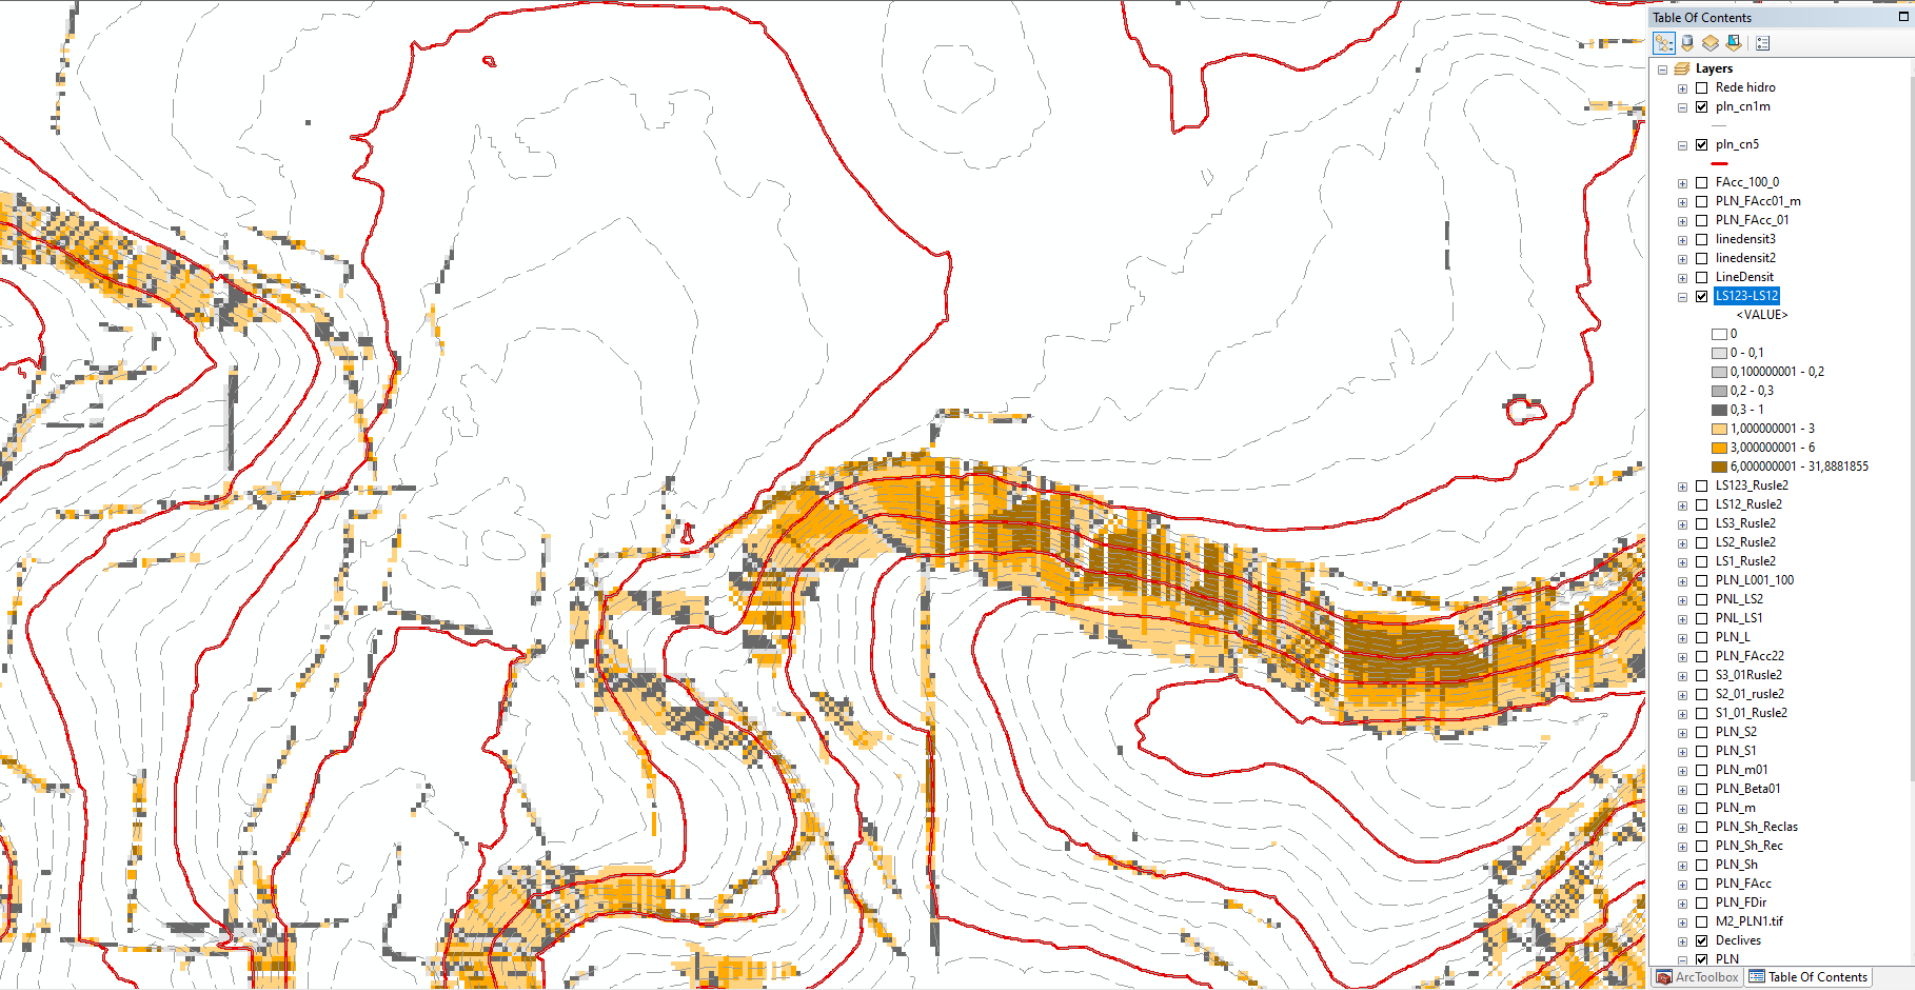 Table Of Contents
Layers
Rede hidro
pln_cn1m
pln_cn5
FAcc_100_0
PLN_FAcc01_m
PLN_FAcc_01
linedensit3
linedensit2
LineDensit
LS123-LS12
<VALUE>
0
0 - 0,1
0,100000001 - 0,2
0,2 - 0,3
0,3 - 1
1,000000001 - 3
3,000000001 - 6
6,000000001 - 31,8881855
LS123_Rusle2
LS12_Rusle2
LS3_Rusle2
LS2_Rusle2
LS1_Rusle2
PLN_L001_100
PNL_LS2
PNL_LS1
PLN_L
PLN_FAcc22
S3_01Rusle2
S2_01_rusle2
S1_01_Rusle2
PLN_S2
PLN_S1
PLN_m01
PLN_Beta01
PLN_m
PLN_Sh_Reclas
PLN_Sh_Rec
PLN_Sh
PLN_FAcc
PLN_FDir
M2_PLN1.tif
Declives
PLN
ArcToolbox
Table Of Contents